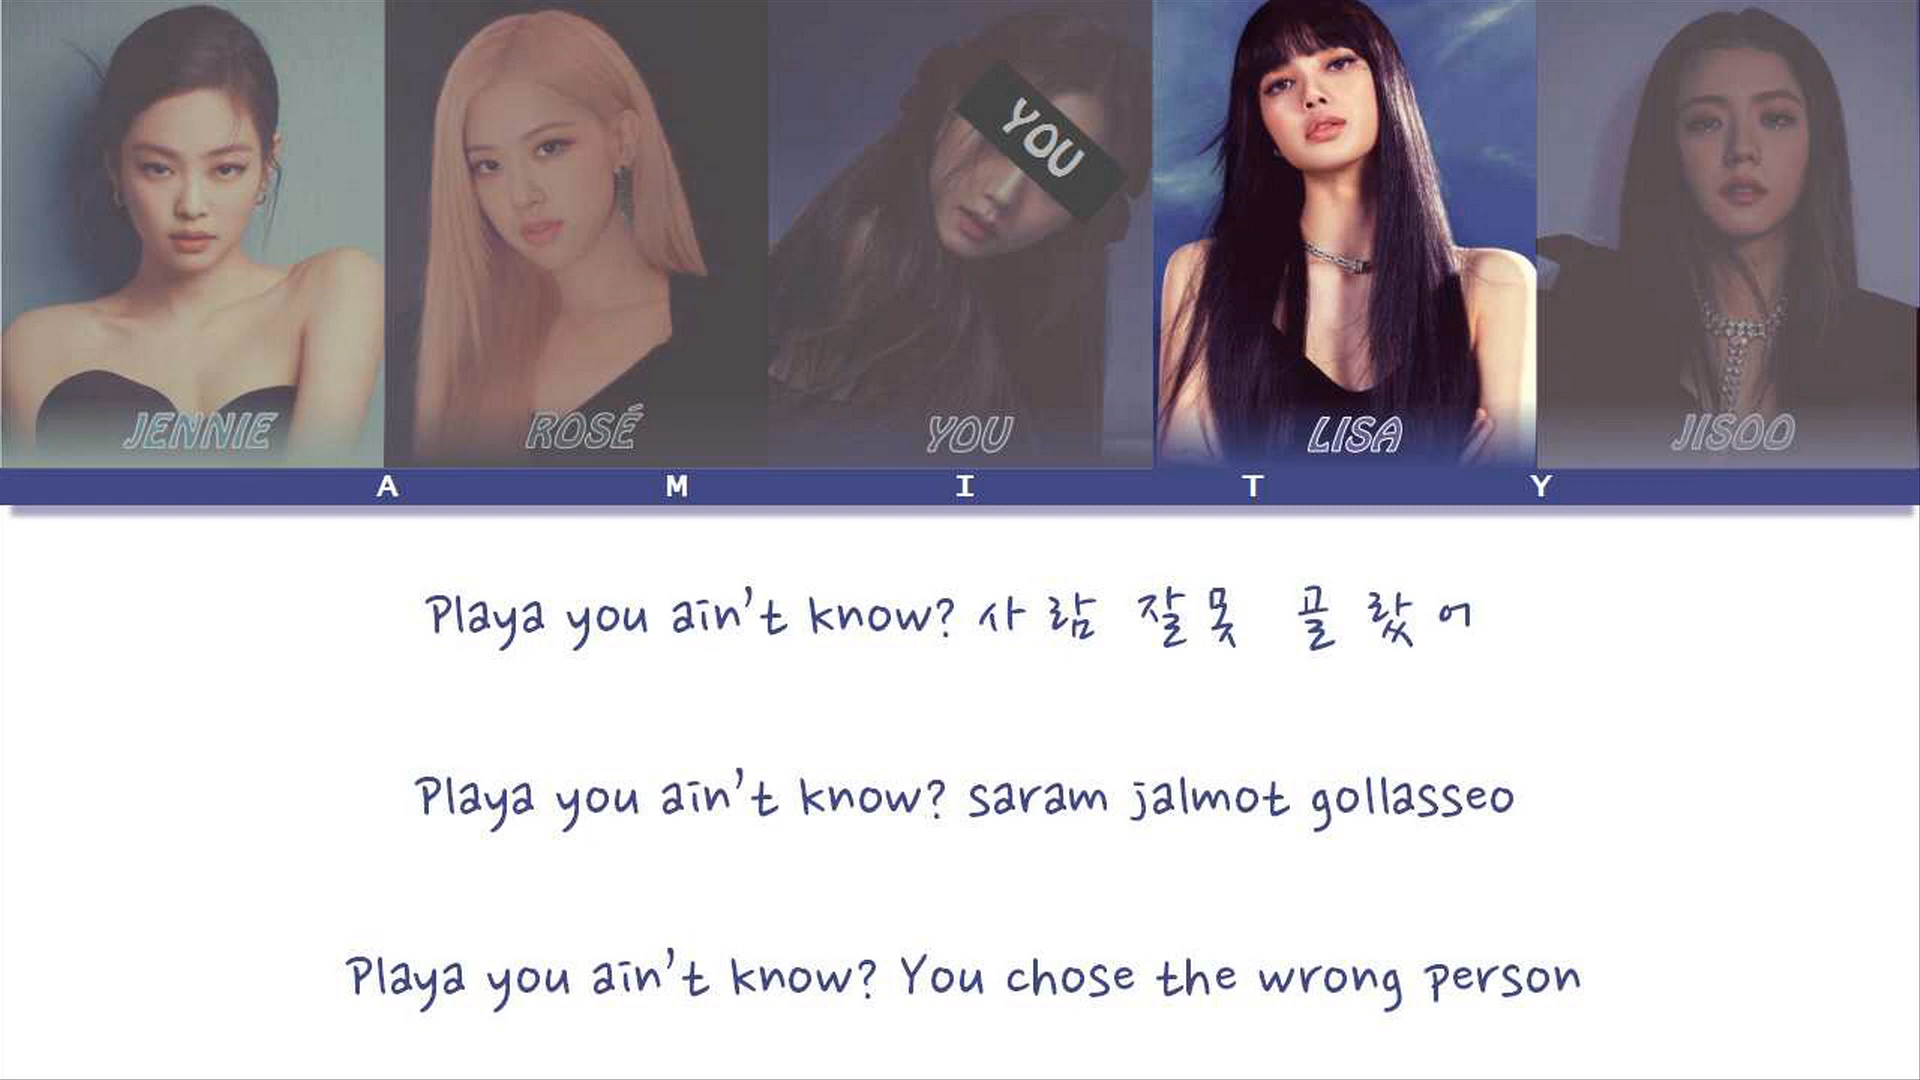 YOU
JENNIE ROSÉ YOU LISA JISOO
A M I T Y
Playa you ain't know? 사람 잘못 골랐어
Playa you ain't know? saram jalmot gollasseo
Playa you ain't know? You chose the wrong person